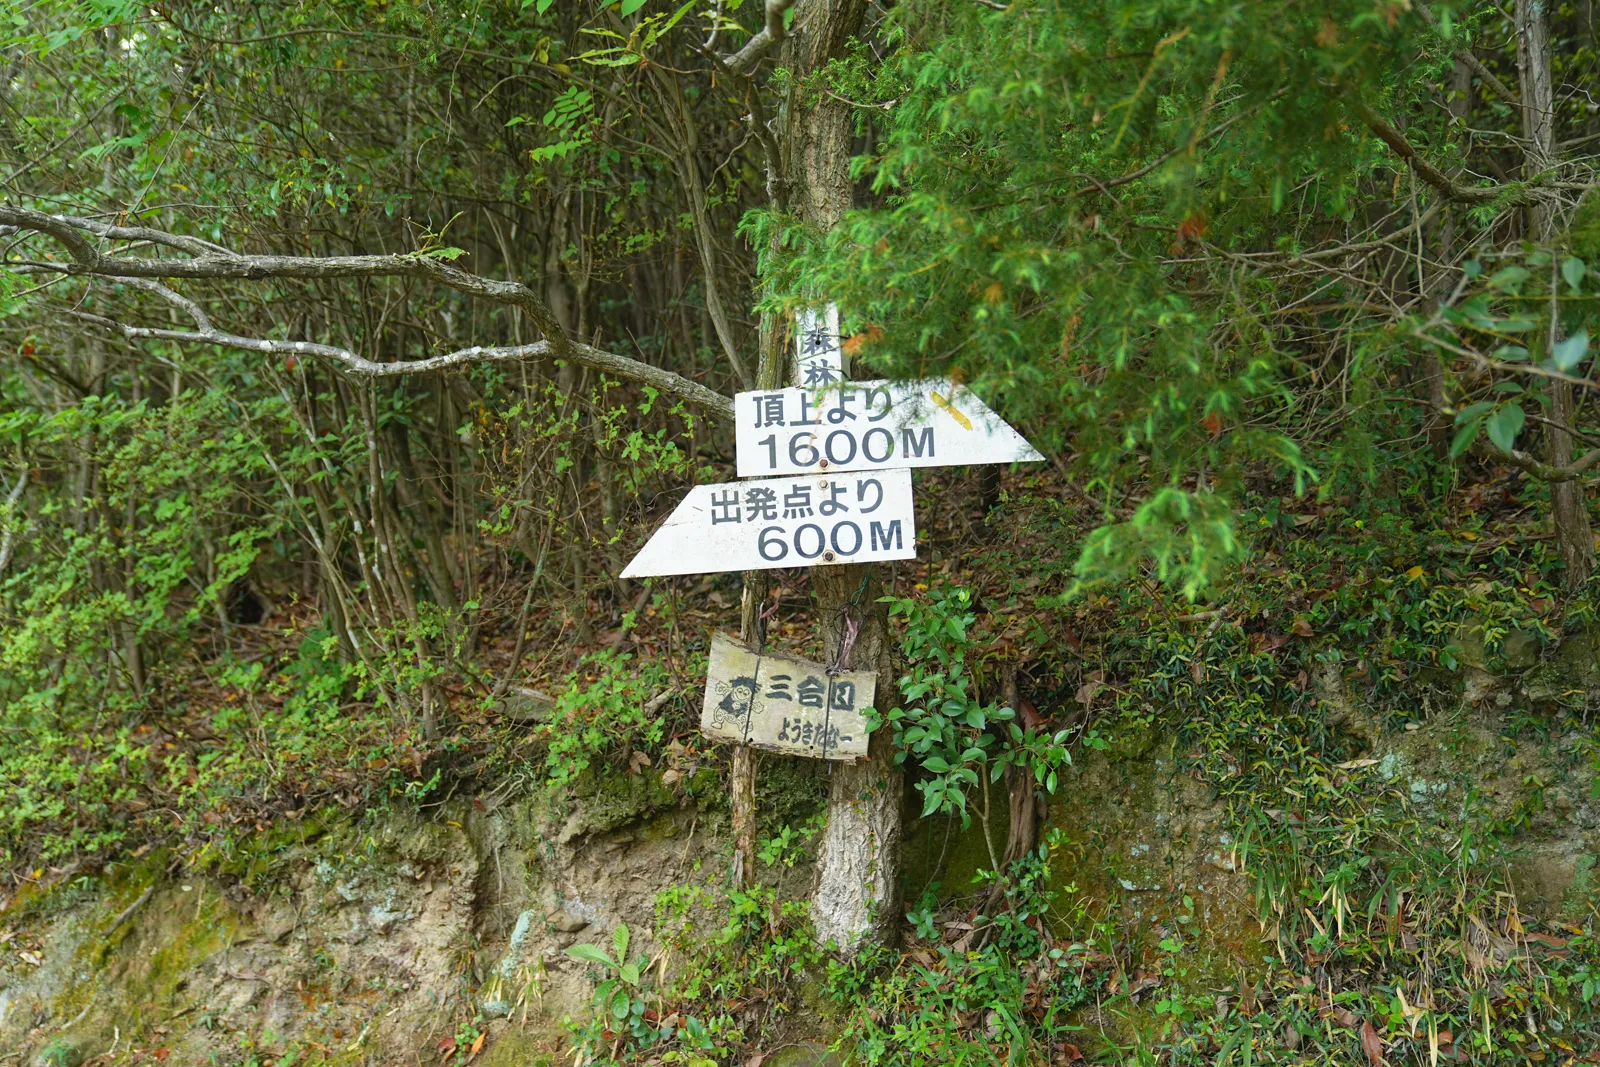 森林
頂上より
1600M
出発点より
600M
三合目
ようきたなー